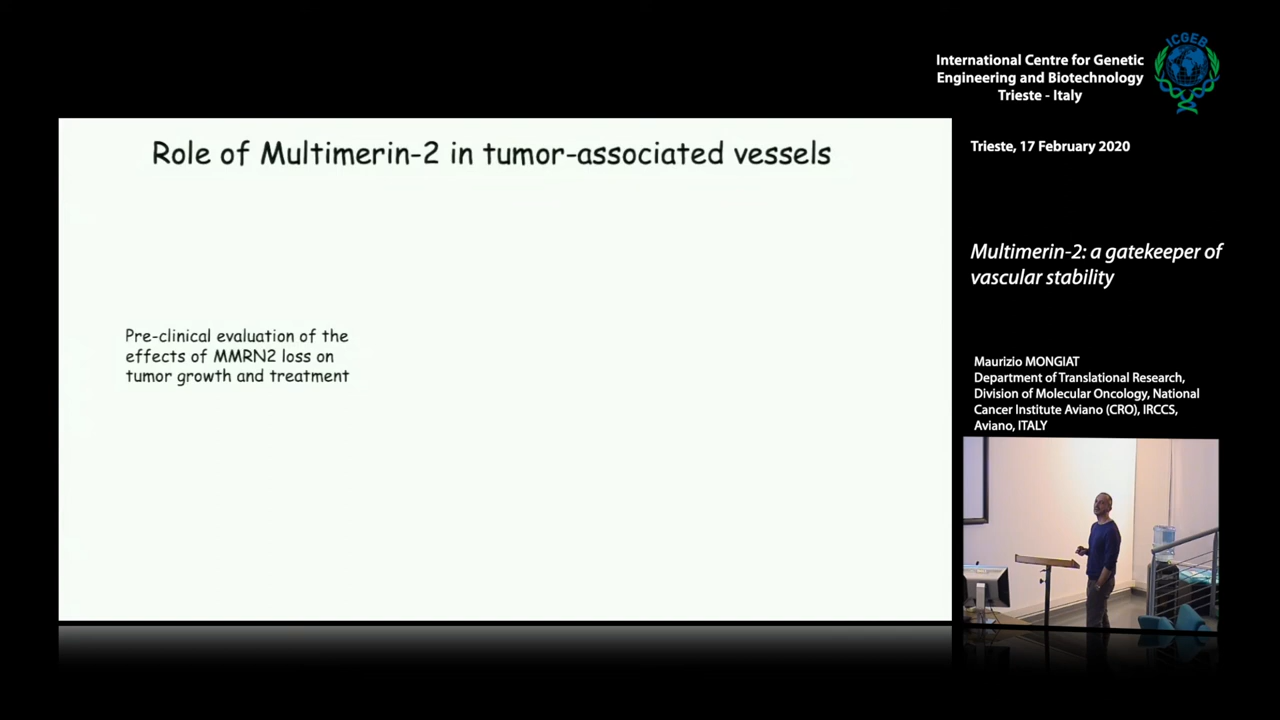 ICGEB
International Centre for Genetic
Engineering and Biotechnology
Trieste - Italy
Trieste, 17 February 2020
Role of Multimerin-2 in tumor-associated vessels
Pre-clinical evaluation of the
effects of MMRN2 loss on
tumor growth and treatment
Multimerin-2: a gatekeeper of
vascular stability
Maurizio MONGIAT
Department of Translational Research,
Division of Molecular Oncology, National
Cancer Institute Aviano (CRO), IRCCS,
Aviano, ITALY